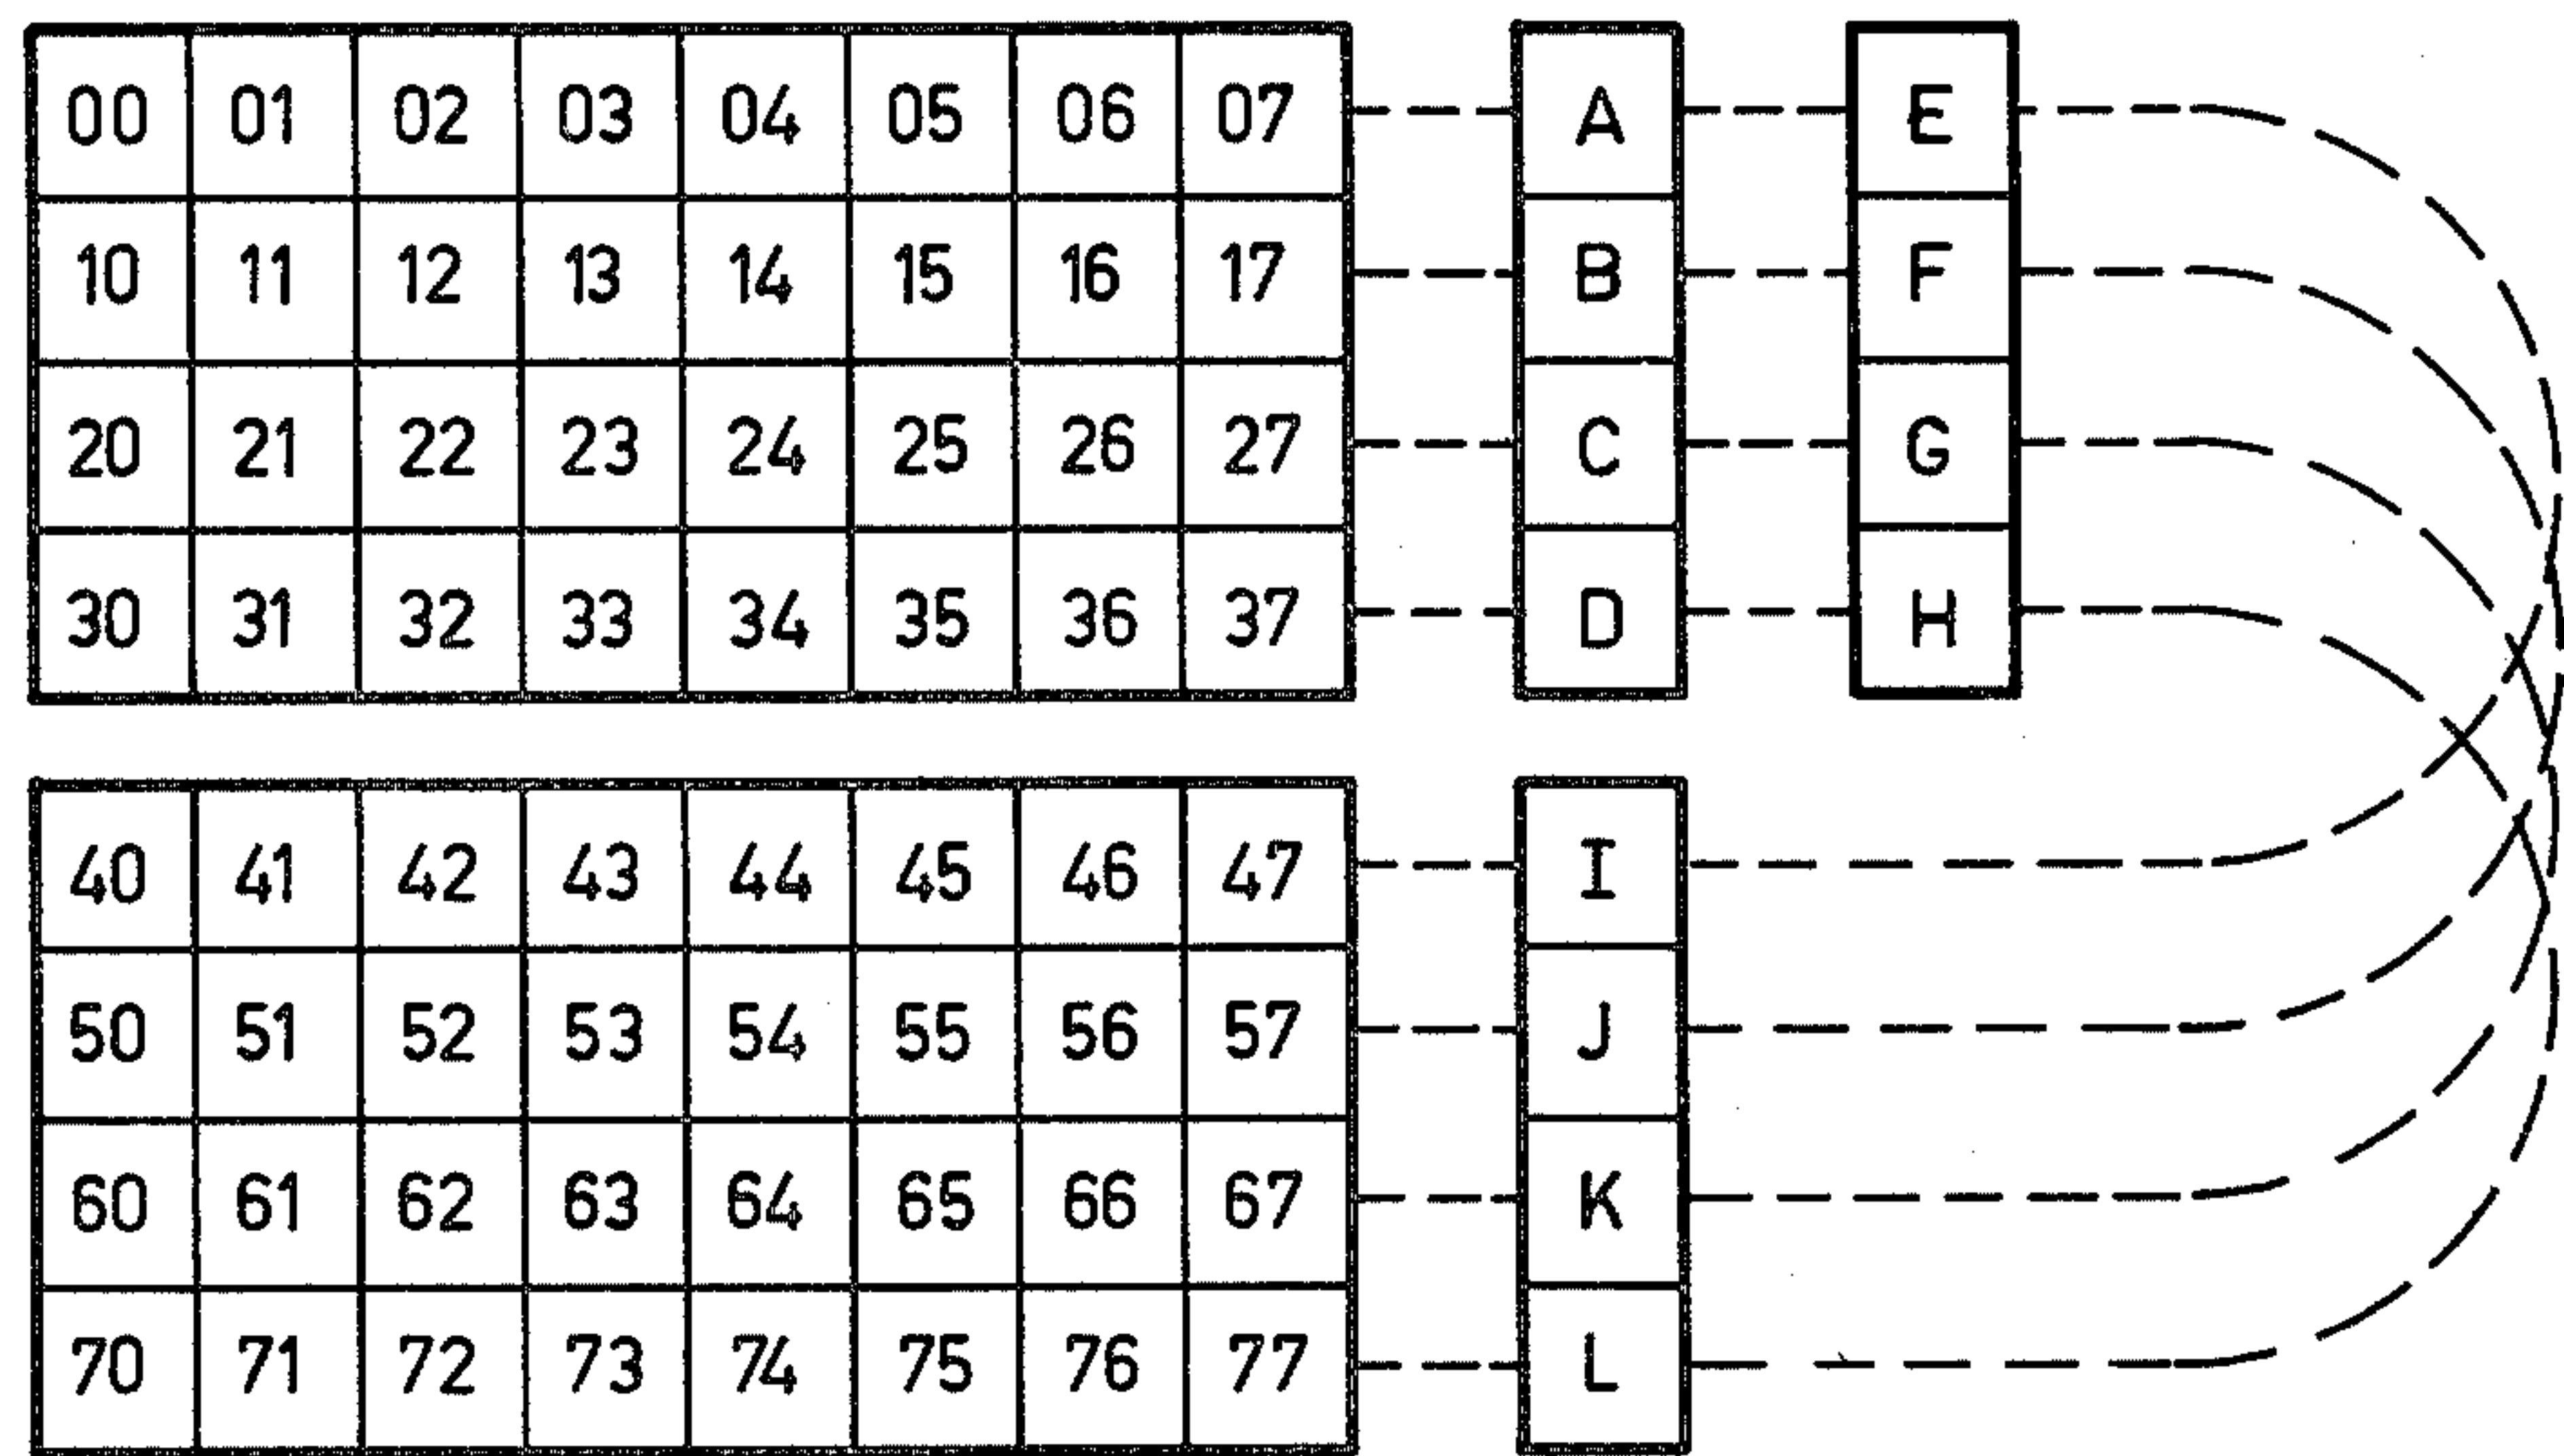 00 01 02 03 04 05 06 07 A E
10 11 12 13 14 15 16 17 B F
20 21 22 23 24 25 26 27 C G
30 31 32 33 34 35 36 37 D H
40 41 42 43 44 45 46 47 I
50 51 52 53 54 55 56 57 J
60 61 62 63 64 65 66 67 K
70 71 72 73 74 75 76 77 L